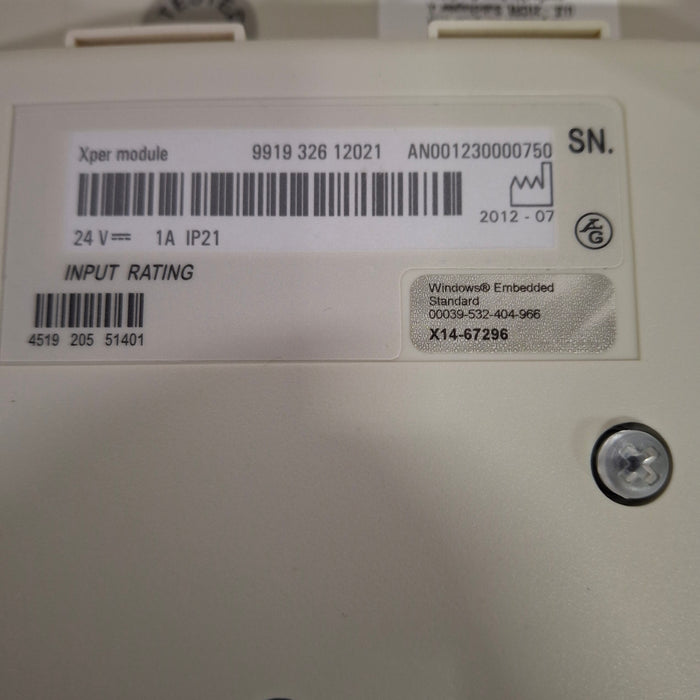 TESTED
Xper module 9919 326 12021 AN001230000750 SN.
2012 - 07
24 V 1A IP21
INPUT RATING
4519 205 51401
Windows® Embedded
Standard
00039-532-404-966
X14-67296